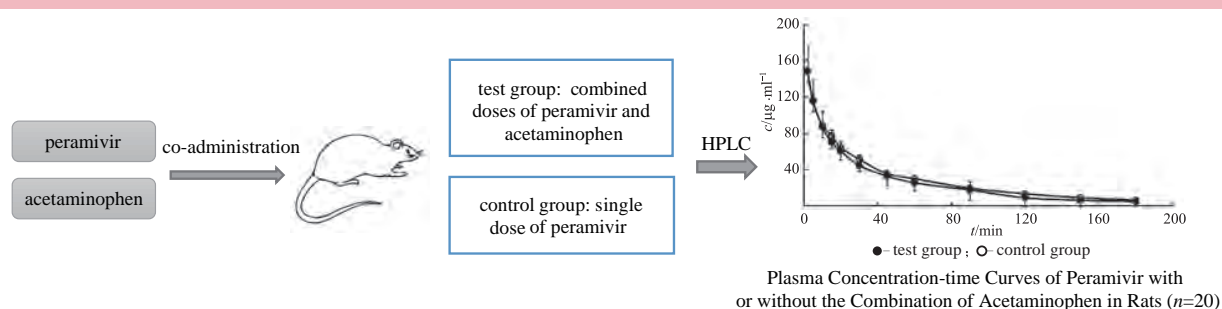 peramivir
acetaminophen
co-administration
test group: combined
doses of peramivir and
acetaminophen
control group: single
dose of peramivir
HPLC
c/μg·ml⁻¹
200
160
120
80
40
0
40
80
120
160
200
t/min
●– test group ; O– control group
Plasma Concentration-time Curves of Peramivir with
or without the Combination of Acetaminophen in Rats (n=20)